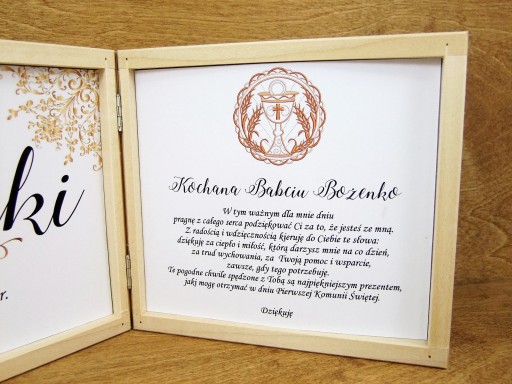 ki
r.
Kochana Babciu Bożenko
W tym ważnym dla mnie dniu
pragnę z całego serca podziękować Ci za to, że jesteś ze mną.
Z radością i wdzięcznością kieruję do Ciebie te słowa:
dziękuję za ciepło i miłość, którą darzysz mnie na co dzień,
za trud wychowania, za Twoją pomoc i wsparcie,
zawsze, gdy tego potrzebuję.
Te pogodne chwile spędzone z Tobą są najpiękniejszym prezentem,
jaki mogę otrzymać w dniu Pierwszej Komunii Świętej.
Dziękuję